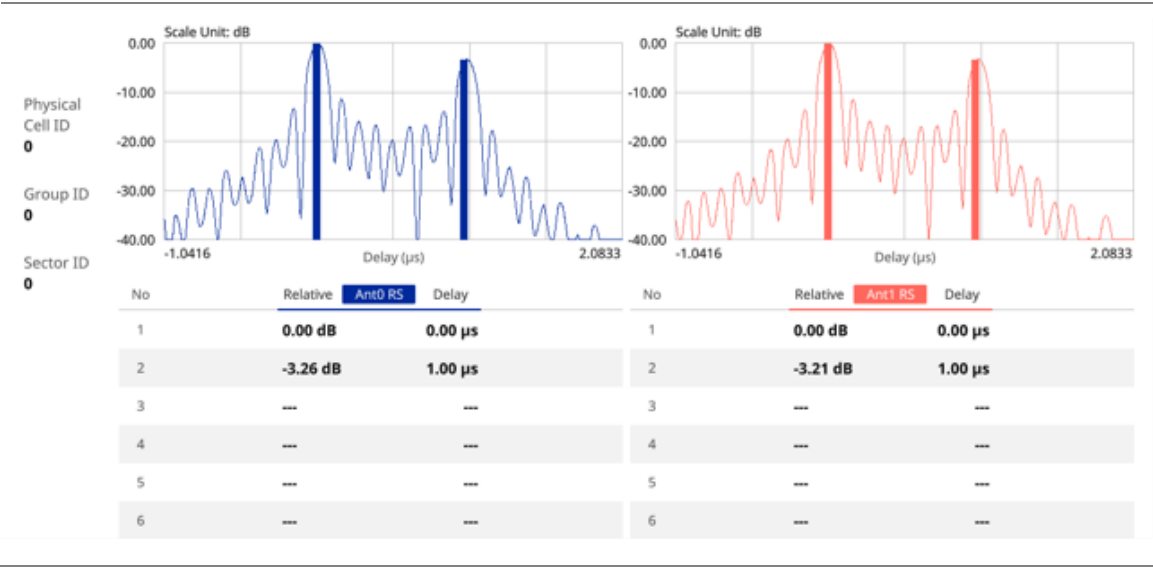 Physical
Cell ID
0
Group ID
0
Sector ID
0
Scale Unit: dB
0.00
-10.00
-20.00
-30.00
-40.00
-1.0416
Delay (µs)
2.0833
No Relative Ant0 RS Delay
1 0.00 dB 0.00 µs
2 -3.26 dB 1.00 µs
3 --- ---
4 --- ---
5 --- ---
6 --- ---
Scale Unit: dB
0.00
-10.00
-20.00
-30.00
-40.00
-1.0416
Delay (µs)
2.0833
No Relative Ant1 RS Delay
1 0.00 dB 0.00 µs
2 -3.21 dB 1.00 µs
3 --- ---
4 --- ---
5 --- ---
6 --- ---